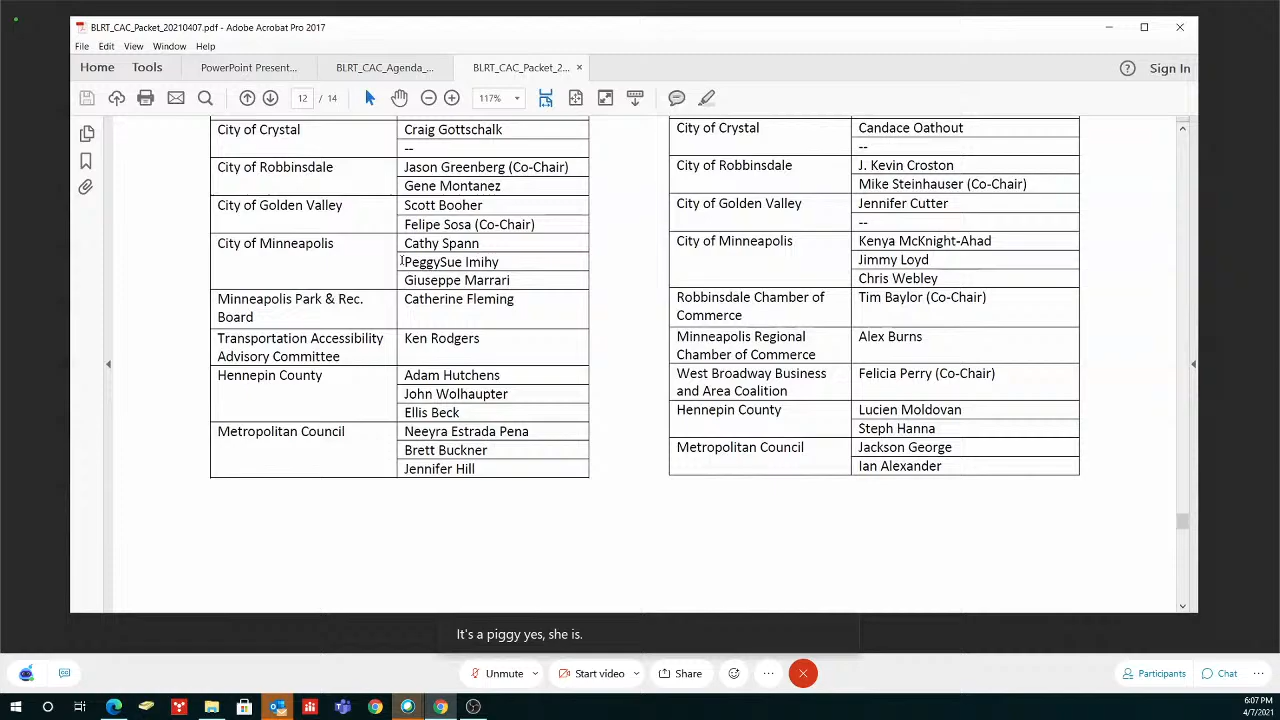 BLRT_CAC_Packet_20210407.pdf - Adobe Acrobat Pro 2017
File Edit View Window Help
Home Tools PowerPoint Present... BLRT_CAC_Agenda_... BLRT_CAC_Packet_2... × Sign In
12 / 14 117%
City of Crystal Craig Gottschalk
--
City of Robbinsdale Jason Greenberg (Co-Chair)
Gene Montanez
City of Golden Valley Scott Booher
Felipe Sosa (Co-Chair)
City of Minneapolis Cathy Spann
PeggySue Imihy
Giuseppe Marrari
Minneapolis Park & Rec. Catherine Fleming
Board
Transportation Accessibility Ken Rodgers
Advisory Committee
Hennepin County Adam Hutchens
John Wolhaupter
Ellis Beck
Metropolitan Council Neeyra Estrada Pena
Brett Buckner
Jennifer Hill
City of Crystal Candace Oathout
--
City of Robbinsdale J. Kevin Croston
Mike Steinhauser (Co-Chair)
City of Golden Valley Jennifer Cutter
--
City of Minneapolis Kenya McKnight-Ahad
Jimmy Loyd
Chris Webley
Robbinsdale Chamber of Tim Baylor (Co-Chair)
Commerce
Minneapolis Regional Alex Burns
Chamber of Commerce
West Broadway Business Felicia Perry (Co-Chair)
and Area Coalition
Hennepin County Lucien Moldovan
Steph Hanna
Metropolitan Council Jackson George
Ian Alexander
It's a piggy yes, she is.
Unmute Start video Share Participants Chat
6:07 PM
4/7/2021